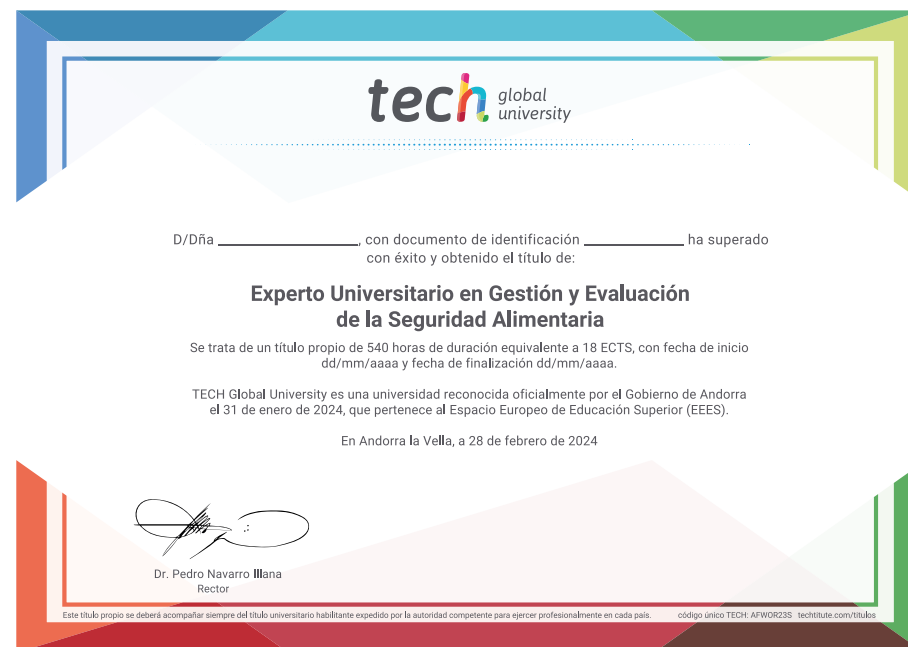 tech global university
D/Dña ______________, con documento de identificación __________ ha superado
con éxito y obtenido el título de:
Experto Universitario en Gestión y Evaluación
de la Seguridad Alimentaria
Se trata de un título propio de 540 horas de duración equivalente a 18 ECTS, con fecha de inicio
dd/mm/aaaa y fecha de finalización dd/mm/aaaa.
TECH Global University es una universidad reconocida oficialmente por el Gobierno de Andorra
el 31 de enero de 2024, que pertenece al Espacio Europeo de Educación Superior (EEES).
En Andorra la Vella, a 28 de febrero de 2024
Dr. Pedro Navarro Illana
Rector
Este título propio se deberá acompañar siempre del título universitario habilitante expedido por la autoridad competente para ejercer profesionalmente en cada país. código único TECH: AFWOR23S techtitute.com/títulos